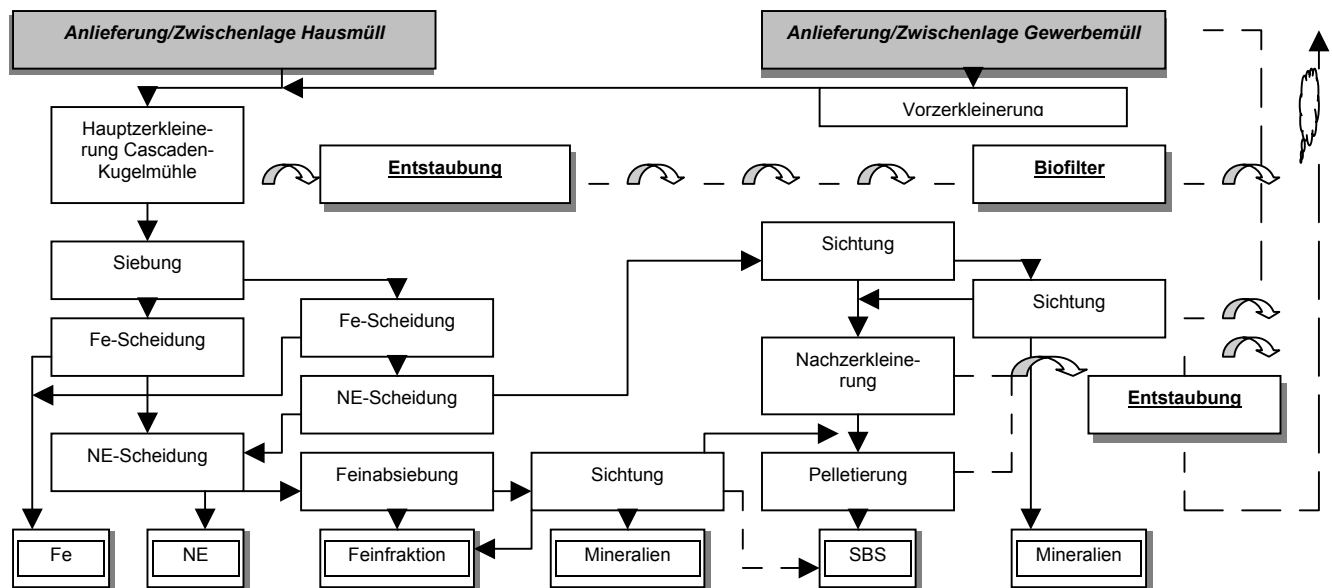 Anlieferung/Zwischenlage Hausmüll
Anlieferung/Zwischenlage Gewerbemüll
Vorzerkleinerung
Hauptzerkleine-
rung Cascaden-
Kugelmühle
Entstaubung
Biofilter
Siebung
Sichtung
Sichtung
Fe-Scheidung
Fe-Scheidung
Nachzerkleine-
rung
NE-Scheidung
Entstaubung
NE-Scheidung
Feinabsiebung
Sichtung
Pelletierung
Fe
NE
Feinfraktion
Mineralien
SBS
Mineralien